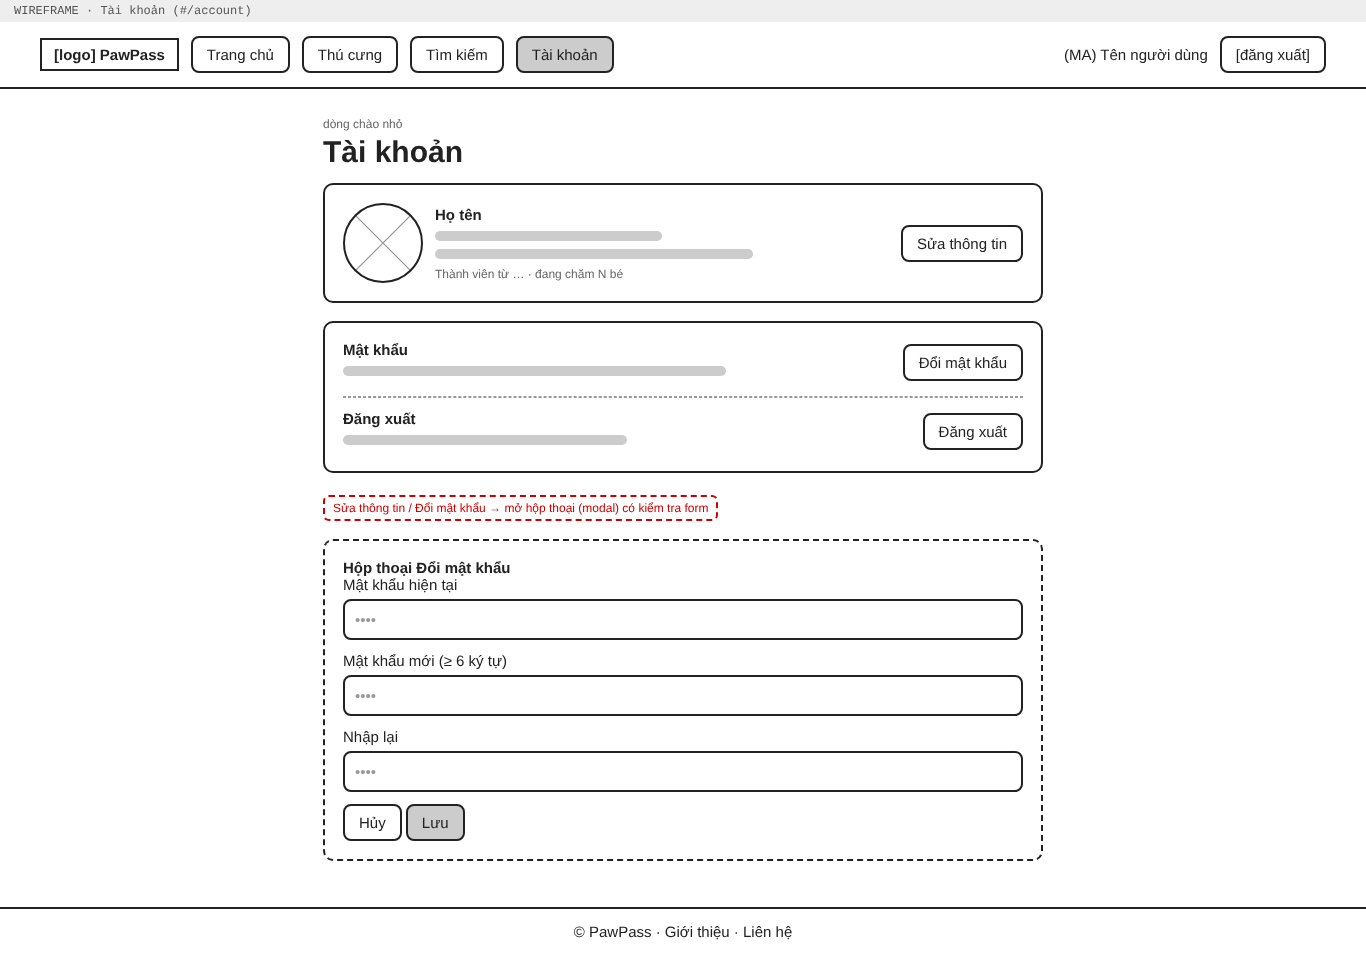 WIREFRAME · Tài khoản (#/account)
[logo] PawPass Trang chủ Thú cưng Tìm kiếm Tài khoản (MA) Tên người dùng [đăng xuất]
dòng chào nhỏ
Tài khoản
Họ tên
Thành viên từ … · đang chăm N bé
Sửa thông tin
Mật khẩu
Đổi mật khẩu
Đăng xuất
Đăng xuất
Sửa thông tin / Đổi mật khẩu → mở hộp thoại (modal) có kiểm tra form
Hộp thoại Đổi mật khẩu
Mật khẩu hiện tại
••••
Mật khẩu mới (≥ 6 ký tự)
••••
Nhập lại
••••
Hủy Lưu
© PawPass · Giới thiệu · Liên hệ